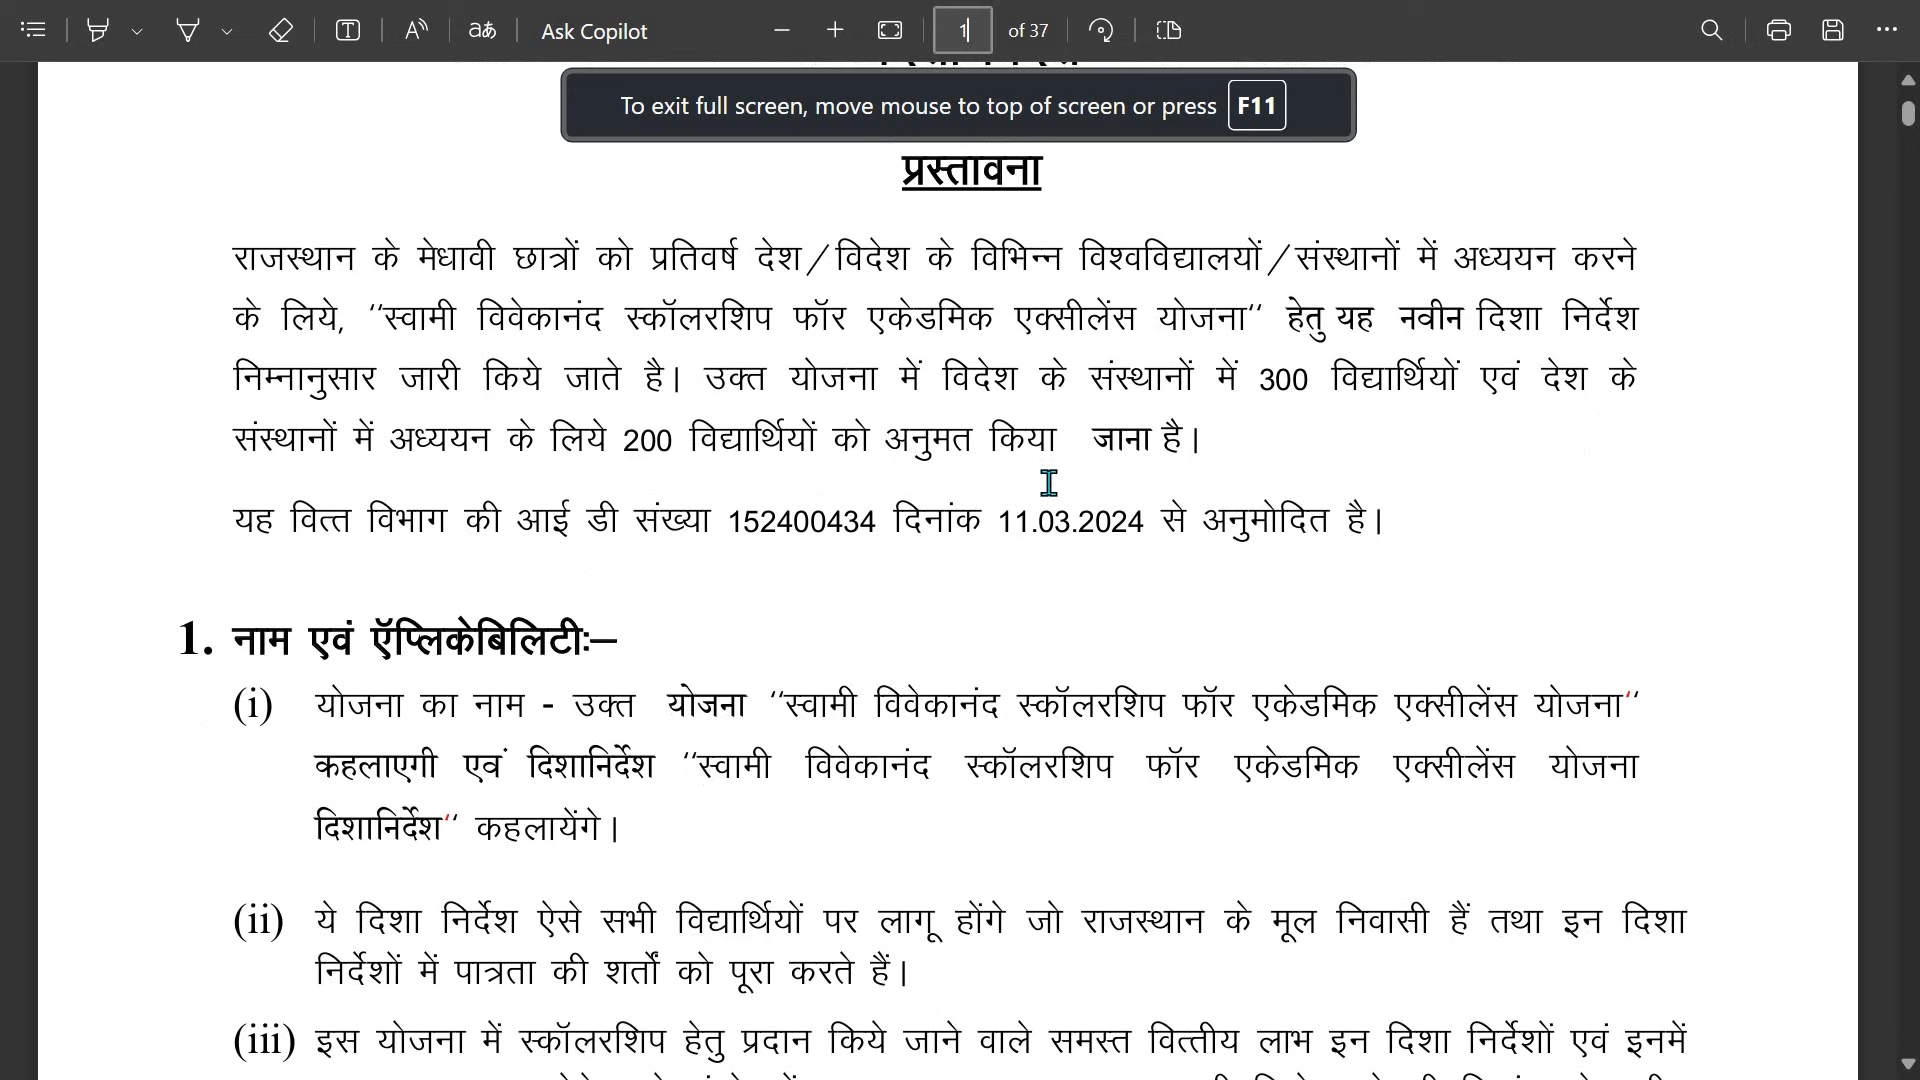 Ask Copilot
1 of 37
To exit full screen, move mouse to top of screen or press F11
प्रस्तावना
राजस्थान के मेधावी छात्रों को प्रतिवर्ष देश/विदेश के विभिन्न विश्वविद्यालयों/संस्थानों में अध्ययन करने
के लिये, ‘‘स्वामी विवेकानंद स्कॉलरशिप फॉर एकेडमिक एक्सीलेंस योजना‘‘ हेतु यह नवीन दिशा निर्देश
निम्नानुसार जारी किये जाते है। उक्त योजना में विदेश के संस्थानों में 300 विद्यार्थियों एवं देश के
संस्थानों में अध्ययन के लिये 200 विद्यार्थियों को अनुमत किया जाना है।
यह वित्त विभाग की आई डी संख्या 152400434 दिनांक 11.03.2024 से अनुमोदित है।
1. नाम एवं ऍप्लिकेबिलिटीः–
(i) योजना का नाम - उक्त योजना ‘‘स्वामी विवेकानंद स्कॉलरशिप फॉर एकेडमिक एक्सीलेंस योजना‘‘
कहलाएगी एवं दिशानिर्देश ‘‘स्वामी विवेकानंद स्कॉलरशिप फॉर एकेडमिक एक्सीलेंस योजना
दिशानिर्देश‘‘ कहलायेंगे।
(ii) ये दिशा निर्देश ऐसे सभी विद्यार्थियों पर लागू होंगे जो राजस्थान के मूल निवासी हैं तथा इन दिशा
निर्देशों में पात्रता की शर्तों को पूरा करते हैं।
(iii) इस योजना में स्कॉलरशिप हेतु प्रदान किये जाने वाले समस्त वित्तीय लाभ इन दिशा निर्देशों एवं इनमें